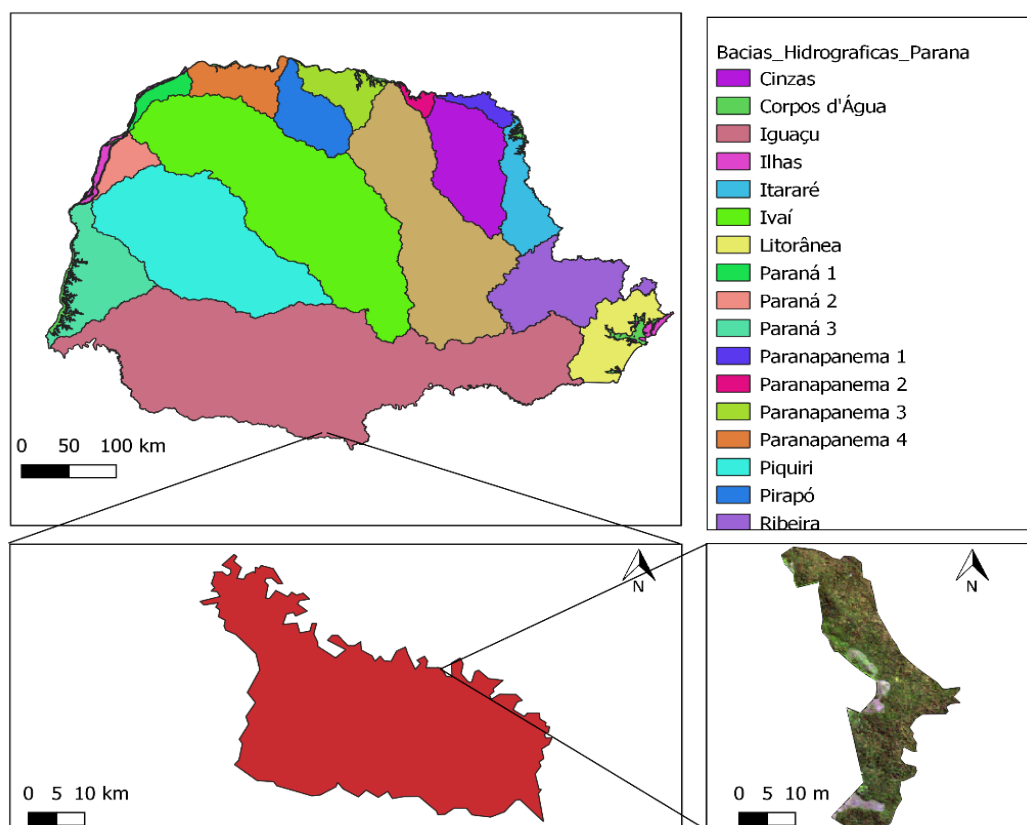 Bacias_Hidrograficas_Parana
Cinzas
Corpos d'Água
Iguaçu
Ilhas
Itararé
Ivaí
Litorânea
Paraná 1
Paraná 2
Paraná 3
Paranapanema 1
Paranapanema 2
Paranapanema 3
Paranapanema 4
Piquiri
Pirapó
Ribeira
0 50 100 km
N
0 5 10 km
N
0 5 10 m